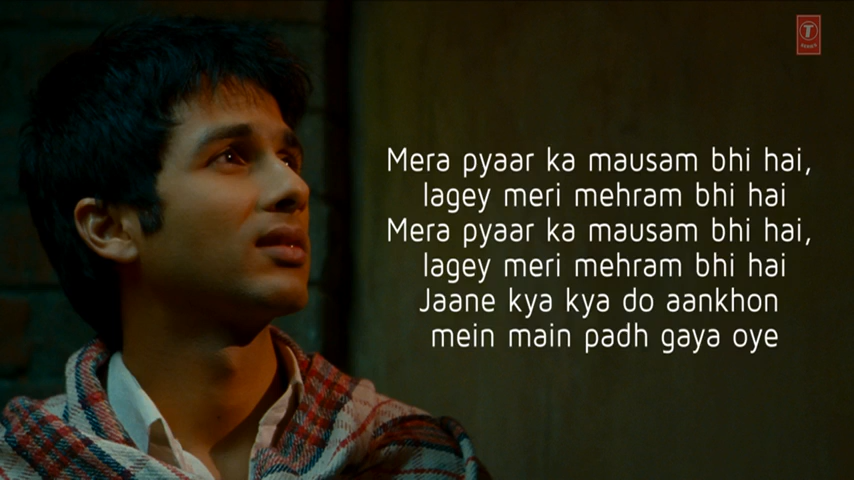 T
SERIES
Mera pyaar ka mausam bhi hai,
lagey meri mehram bhi hai
Mera pyaar ka mausam bhi hai,
lagey meri mehram bhi hai
Jaane kya kya do aankhon
mein main padh gaya oye